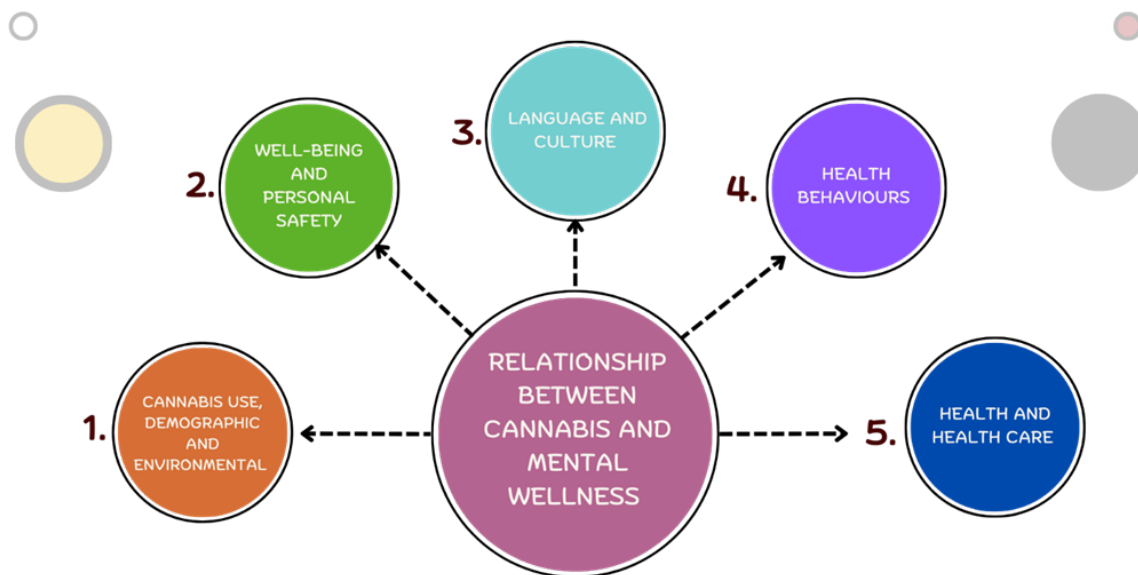 1.
CANNABIS USE,
DEMOGRAPHIC
AND
ENVIRONMENTAL
2.
WELL-BEING
AND
PERSONAL
SAFETY
3.
LANGUAGE AND
CULTURE
4.
HEALTH
BEHAVIOURS
5.
HEALTH AND
HEALTH CARE
RELATIONSHIP
BETWEEN
CANNABIS AND
MENTAL
WELLNESS